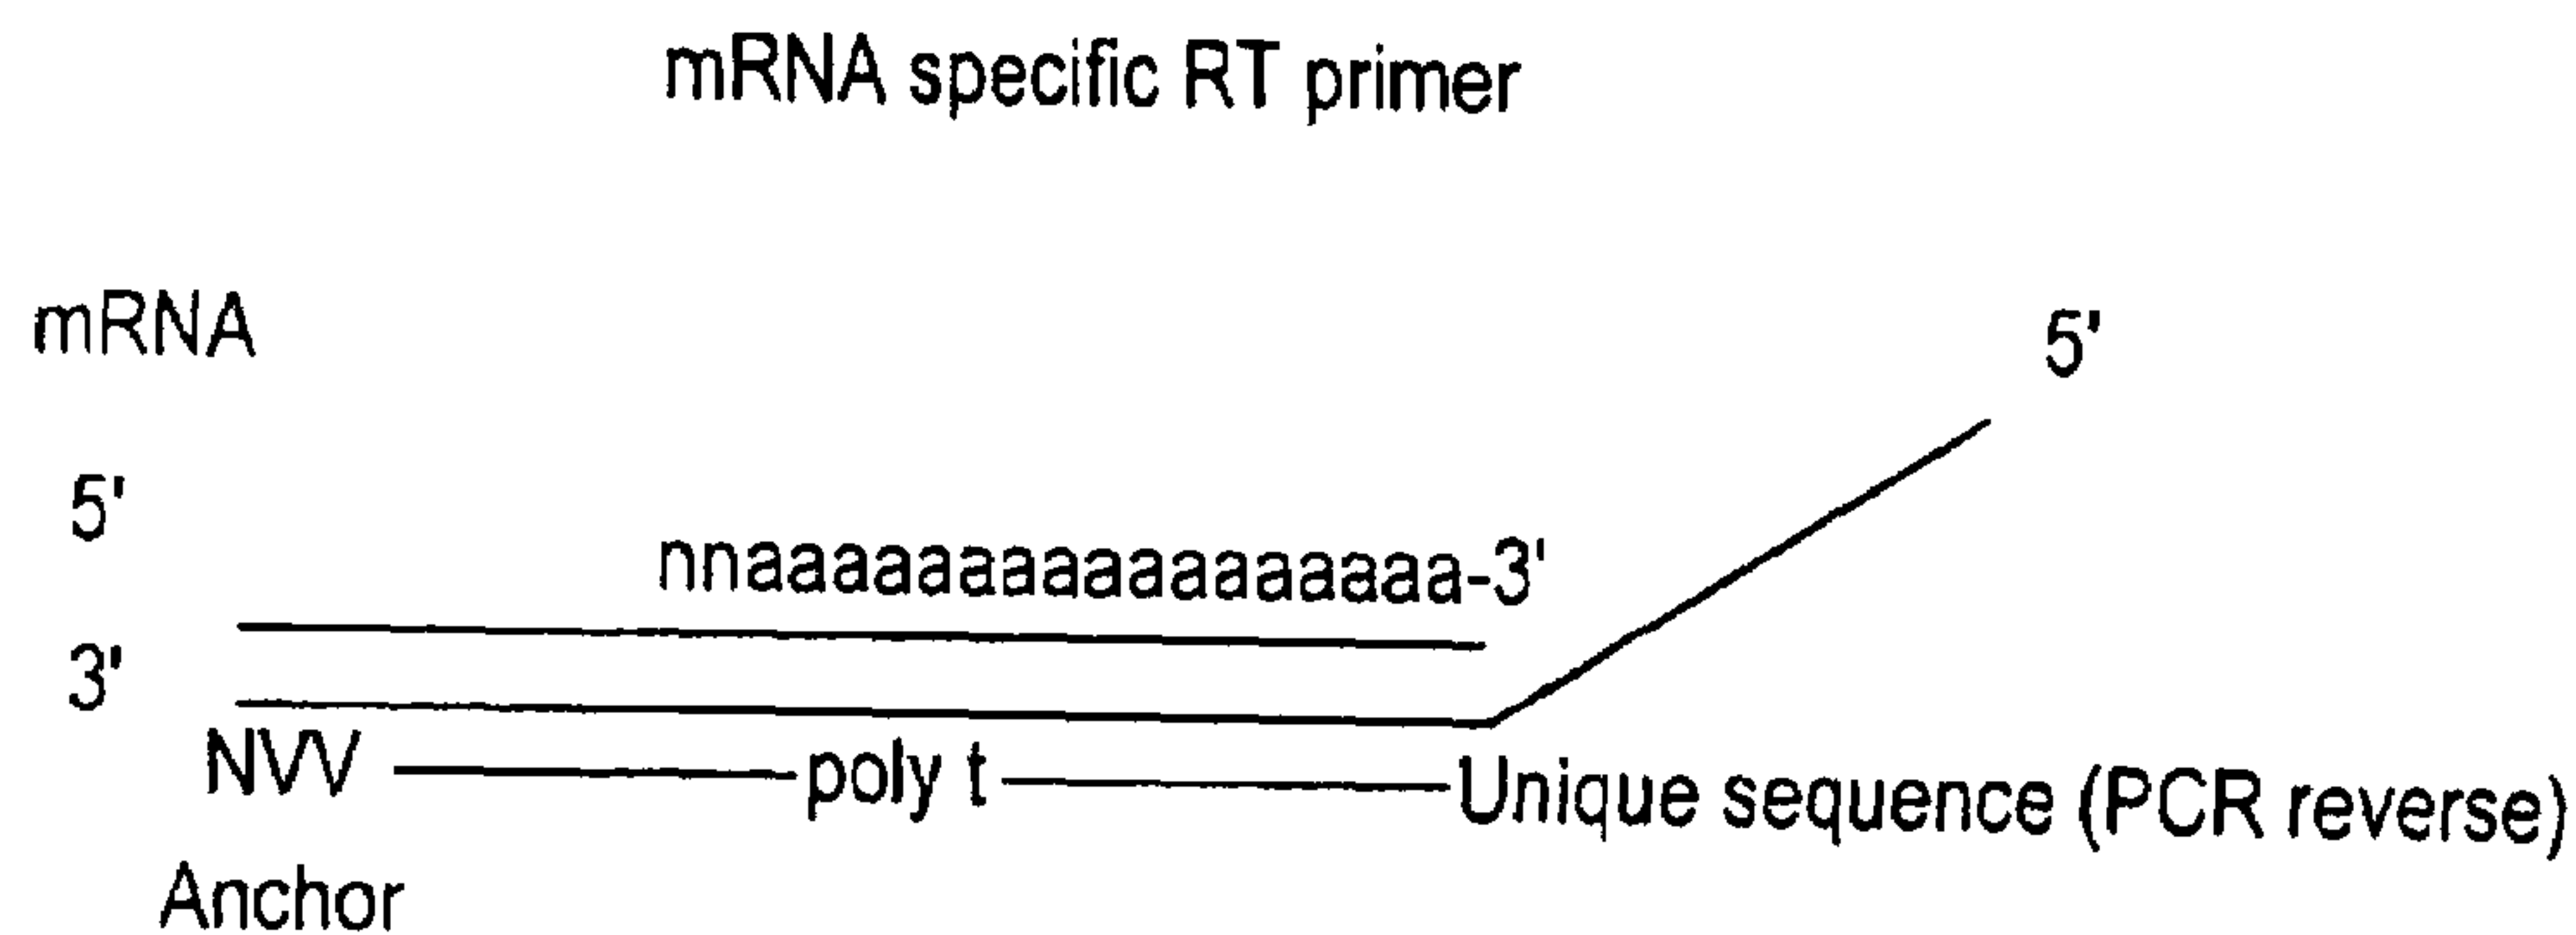 mRNA specific RT primer
mRNA
5'
5'
nnaaaaaaaaaaaaaaaaa-3'
3'
NVV poly t Unique sequence (PCR reverse)
Anchor